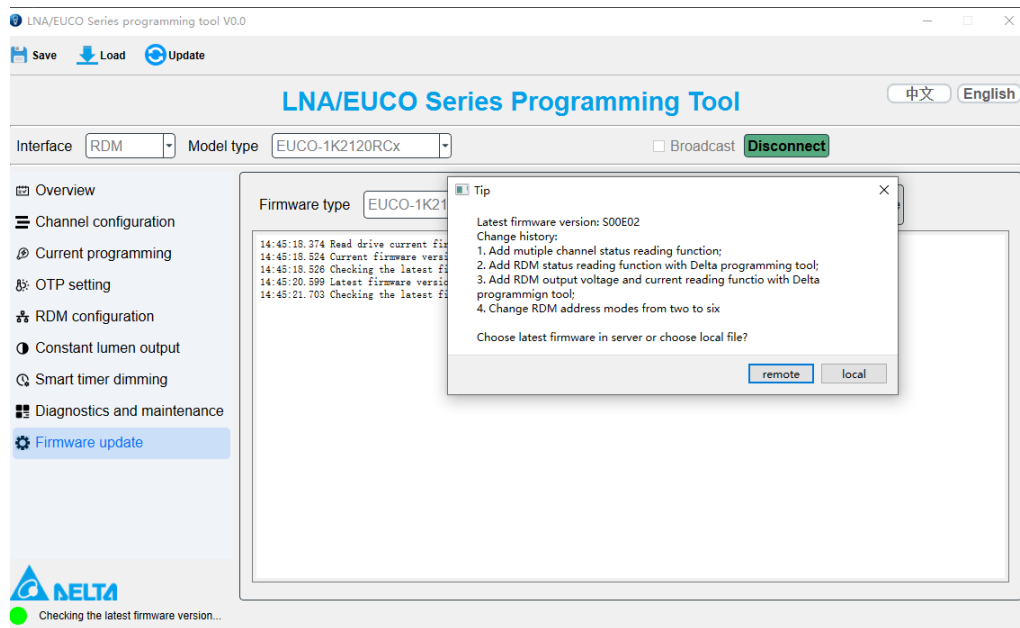 LNA/EUCO Series programming tool V0.0
Save Load Update
LNA/EUCO Series Programming Tool
中文 English
Interface RDM Model type EUCO-1K2120RCx Broadcast Disconnect
Overview
Channel configuration
Current programming
OTP setting
RDM configuration
Constant lumen output
Smart timer dimming
Diagnostics and maintenance
Firmware update
Firmware type EUCO-1K21
14:45:18.374 Read drive current fir
14:45:18.524 Current firmware versi
14:45:18.526 Checking the latest fi
14:45:20.599 Latest firmware versio
14:45:21.703 Checking the latest fi
Tip
Latest firmware version: S00E02
Change history:
1. Add mutiple channel status reading function;
2. Add RDM status reading function with Delta programming tool;
3. Add RDM output voltage and current reading functio with Delta
programmign tool;
4. Change RDM address modes from two to six
Choose latest firmware in server or choose local file?
remote local
DELTA
Checking the latest firmware version...